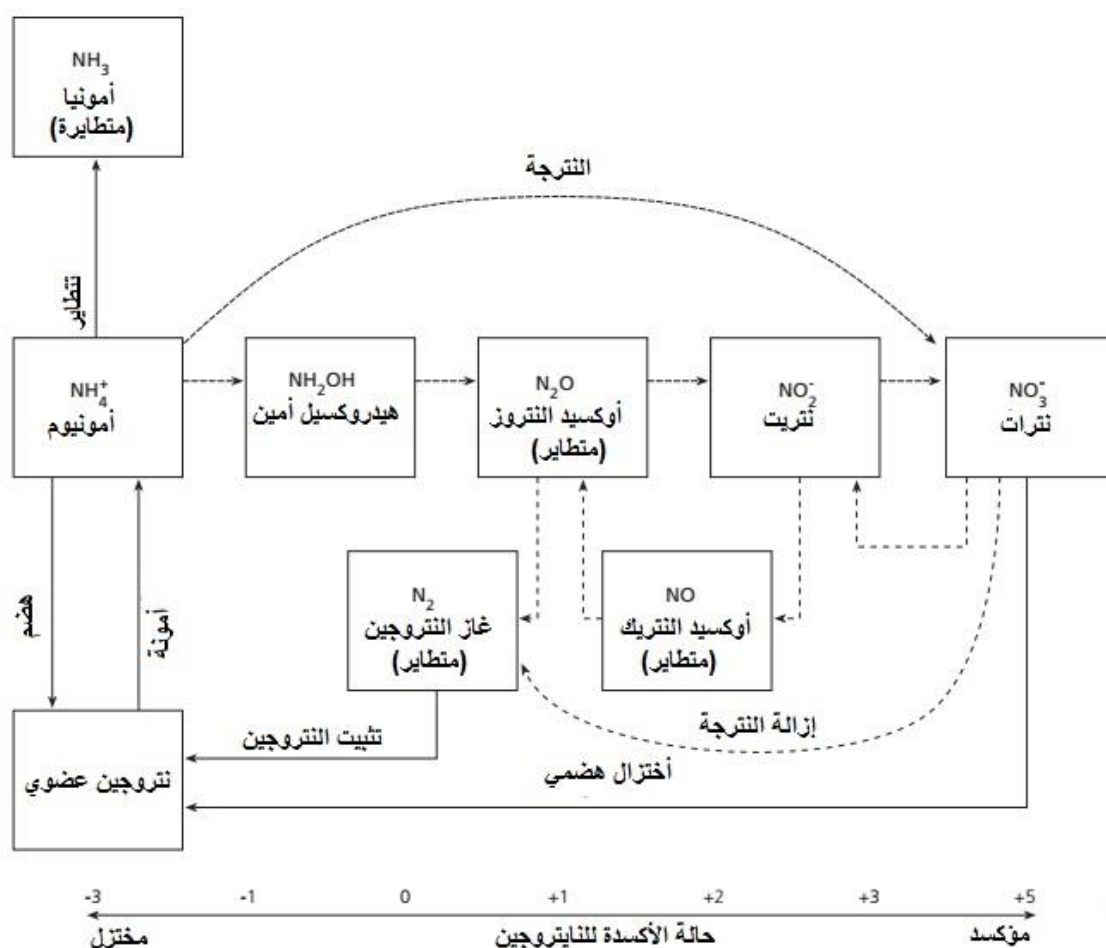 NH₃
أمونيا
(متطايرة)
النترجة
تتطاير
NH₄⁺
أمونيوم
NH₂OH
هيدروكسيل أمين
N₂O
أوكسيد النتروز
(متطاير)
NO₂⁻
نتريت
NO₃⁻
نترات
هضم
أمونة
N₂
غاز النتروجين
(متطاير)
NO
أوكسيد النتريك
(متطاير)
إزالة النترجة
تثبيت النتروجين
أختزال هضمي
نتروجين عضوي
-3 -1 0 +1 +2 +3 +5
مختزل
حالة الأكسدة للنايتروجين
مؤكسد